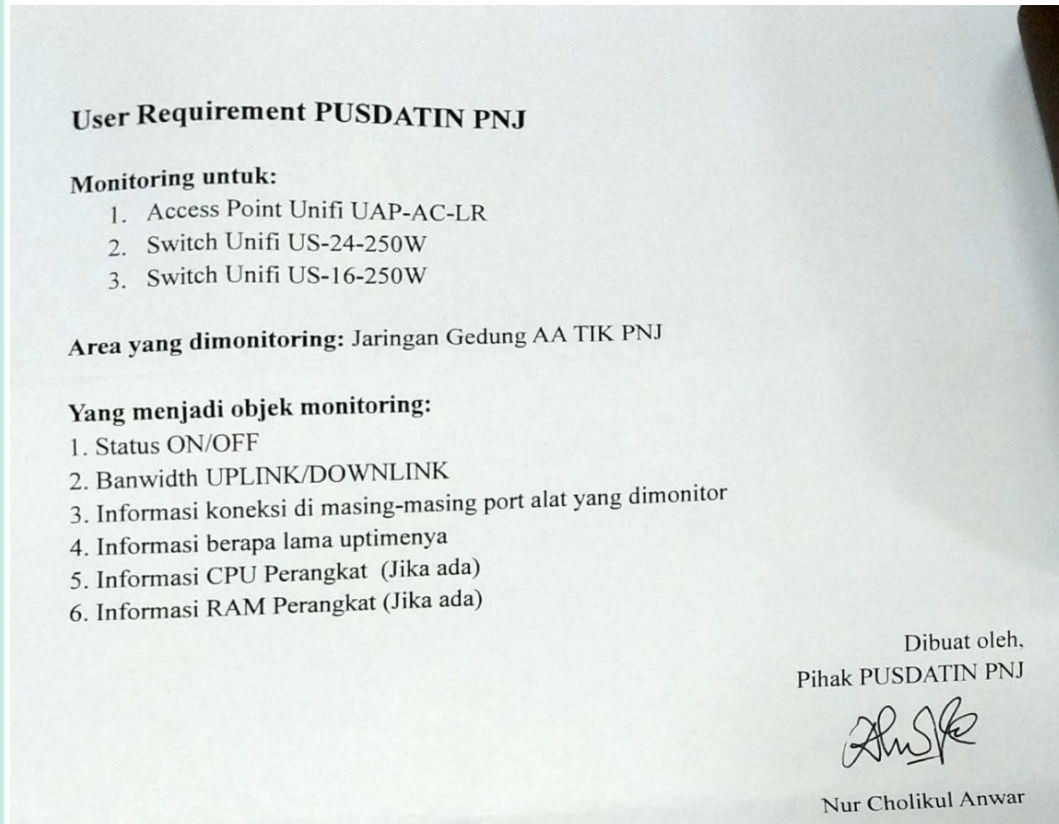 User Requirement PUSDATIN PNJ
Monitoring untuk:
1. Access Point Unifi UAP-AC-LR
2. Switch Unifi US-24-250W
3. Switch Unifi US-16-250W
Area yang dimonitoring: Jaringan Gedung AA TIK PNJ
Yang menjadi objek monitoring:
1. Status ON/OFF
2. Banwidth UPLINK/DOWNLINK
3. Informasi koneksi di masing-masing port alat yang dimonitor
4. Informasi berapa lama uptimenya
5. Informasi CPU Perangkat (Jika ada)
6. Informasi RAM Perangkat (Jika ada)
Dibuat oleh,
Pihak PUSDATIN PNJ
Nur Cholikul Anwar